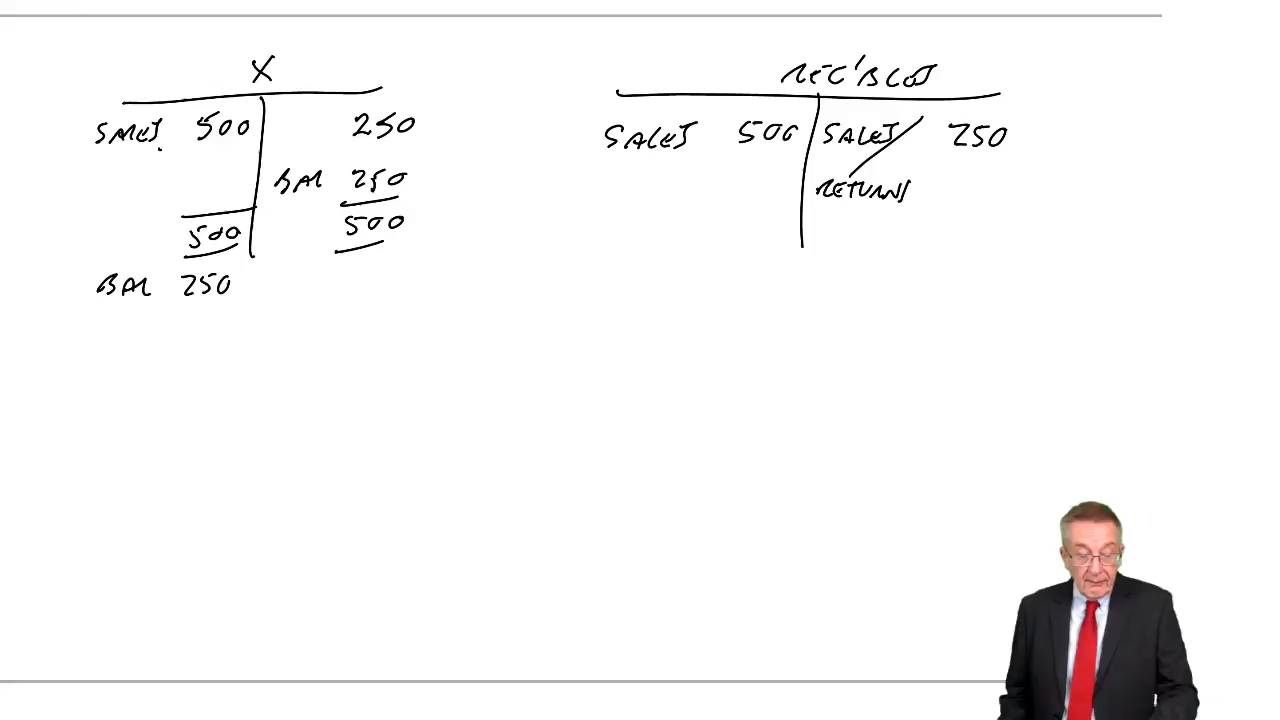 X
SALES 500 250
BAL 250
500 500
BAL 250
REC'BLES
SALES 500 SALES 250
RETURNS